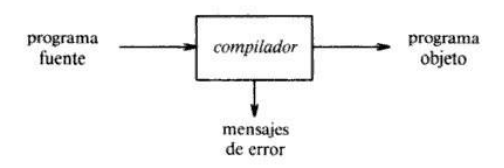 programa
fuente
compilador
programa
objeto
mensajes
de error